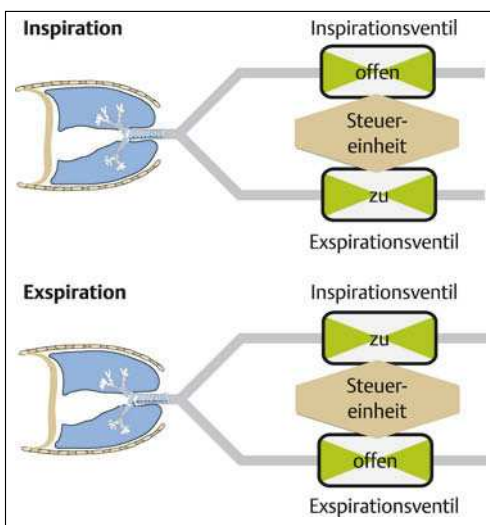 Inspiration
Inspirationsventil
offen
Steuer-
einheit
zu
Exspirationsventil
Exspiration
Inspirationsventil
zu
Steuer-
einheit
offen
Exspirationsventil